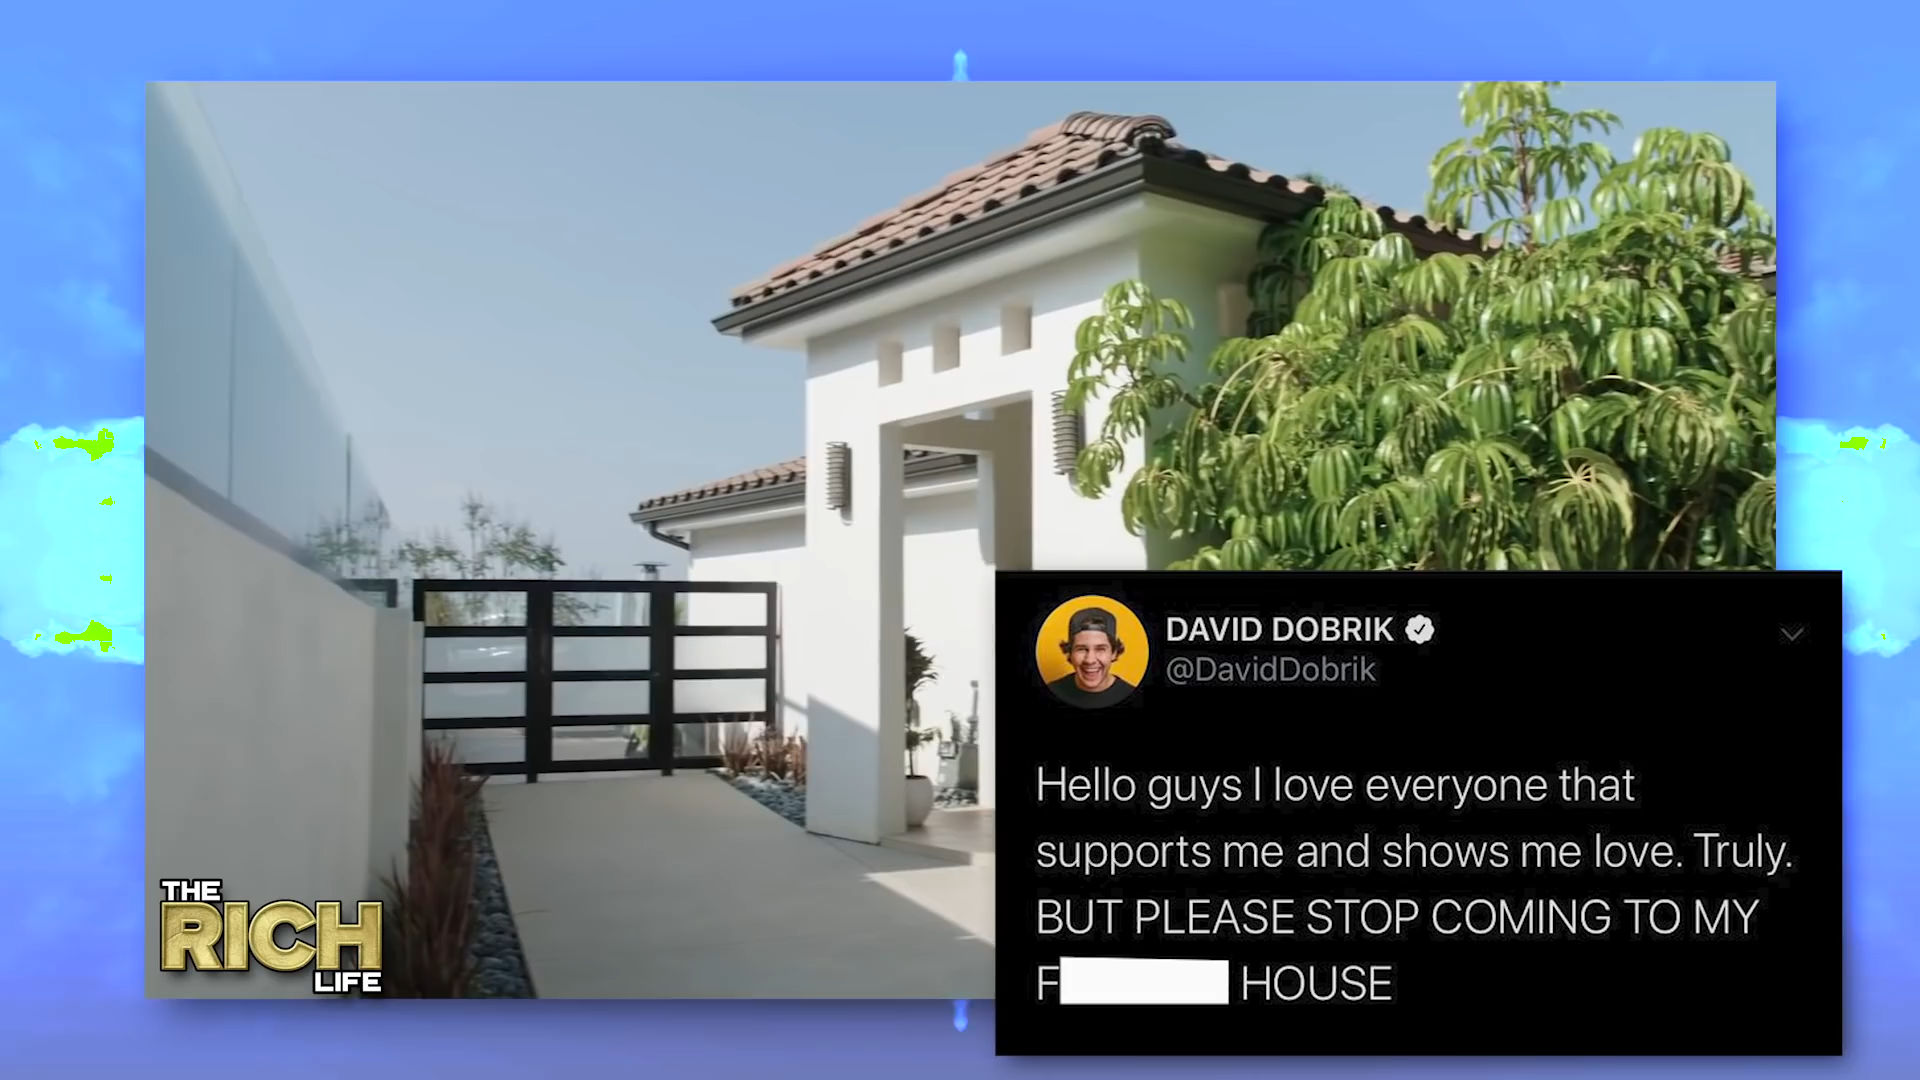 THE
RICH
LIFE
DAVID DOBRIK
@DavidDobrik
Hello guys I love everyone that
supports me and shows me love. Truly.
BUT PLEASE STOP COMING TO MY
F HOUSE